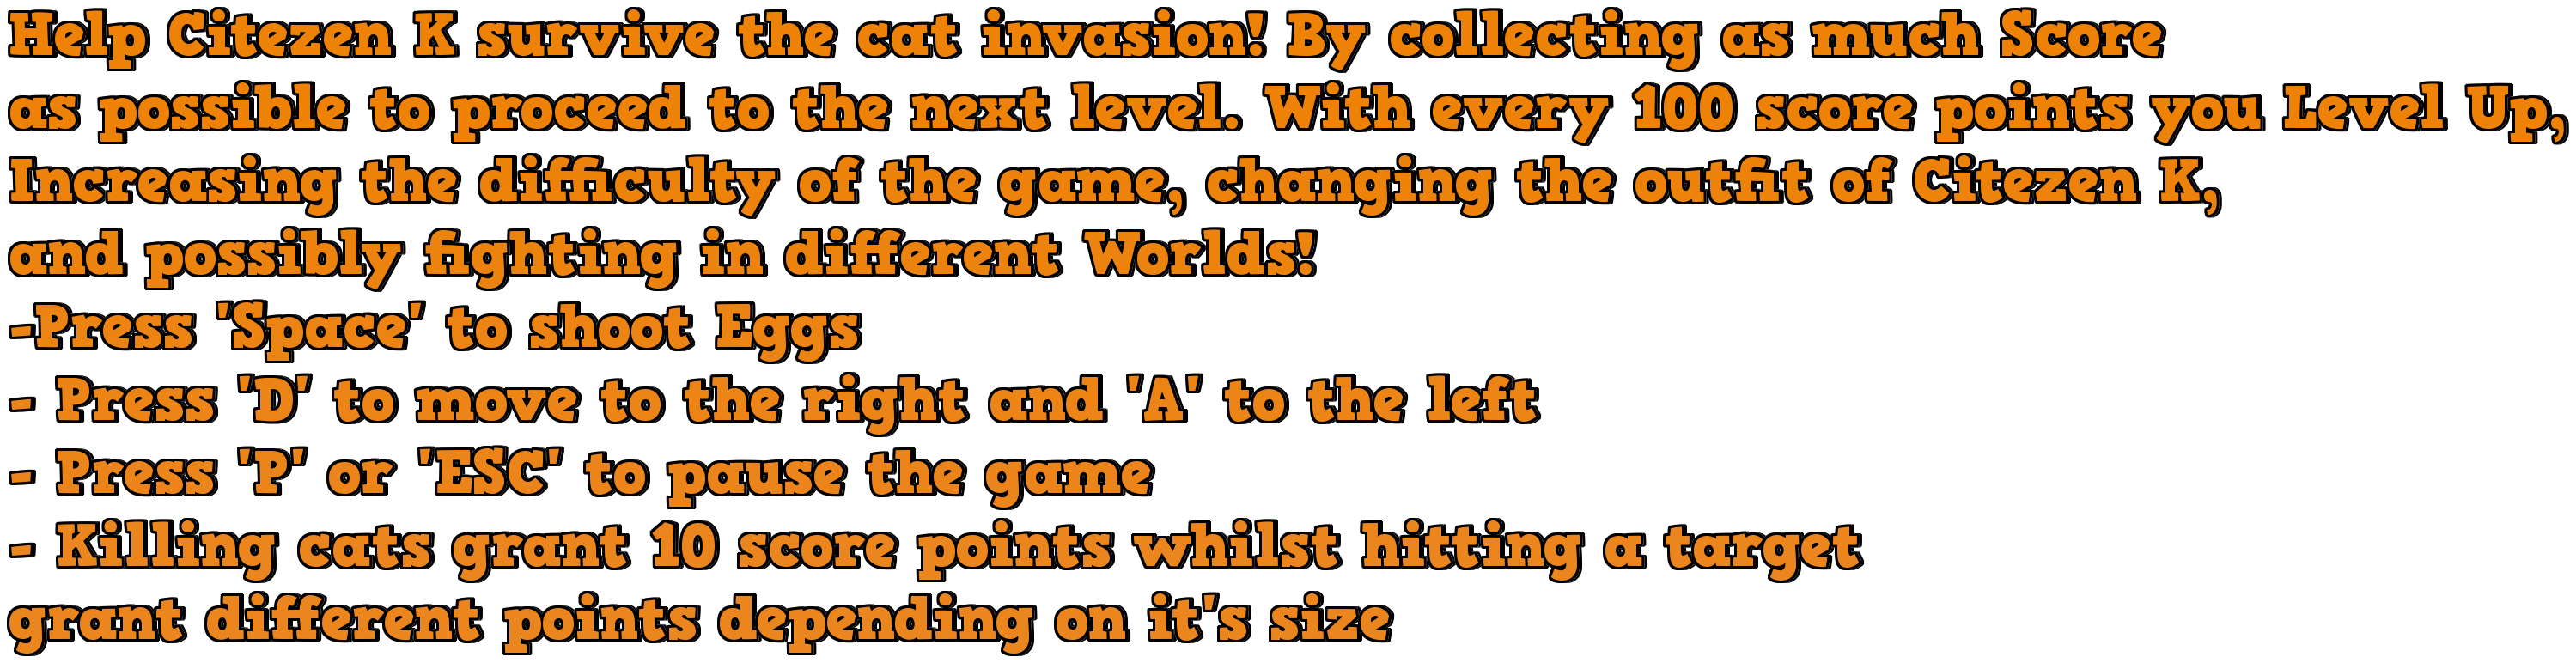 Help Citezen K survive the cat invasion! By collecting as much Score
as possible to proceed to the next level. With every 100 score points you Level Up,
Increasing the difficulty of the game, changing the outfit of Citezen K,
and possibly fighting in different Worlds!
-Press 'Space' to shoot Eggs
- Press 'D' to move to the right and 'A' to the left
- Press 'P' or 'ESC' to pause the game
- Killing cats grant 10 score points whilst hitting a target
grant different points depending on it's size